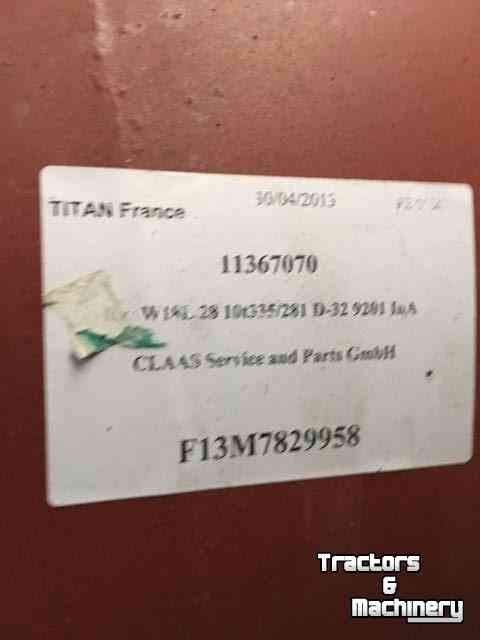 TITAN France 30/04/2013
11367070
W18L 28 10t335/281 D-32 9201
CLAAS Service and Parts GmbH
F13M7829958
Tractors
&
Machinery